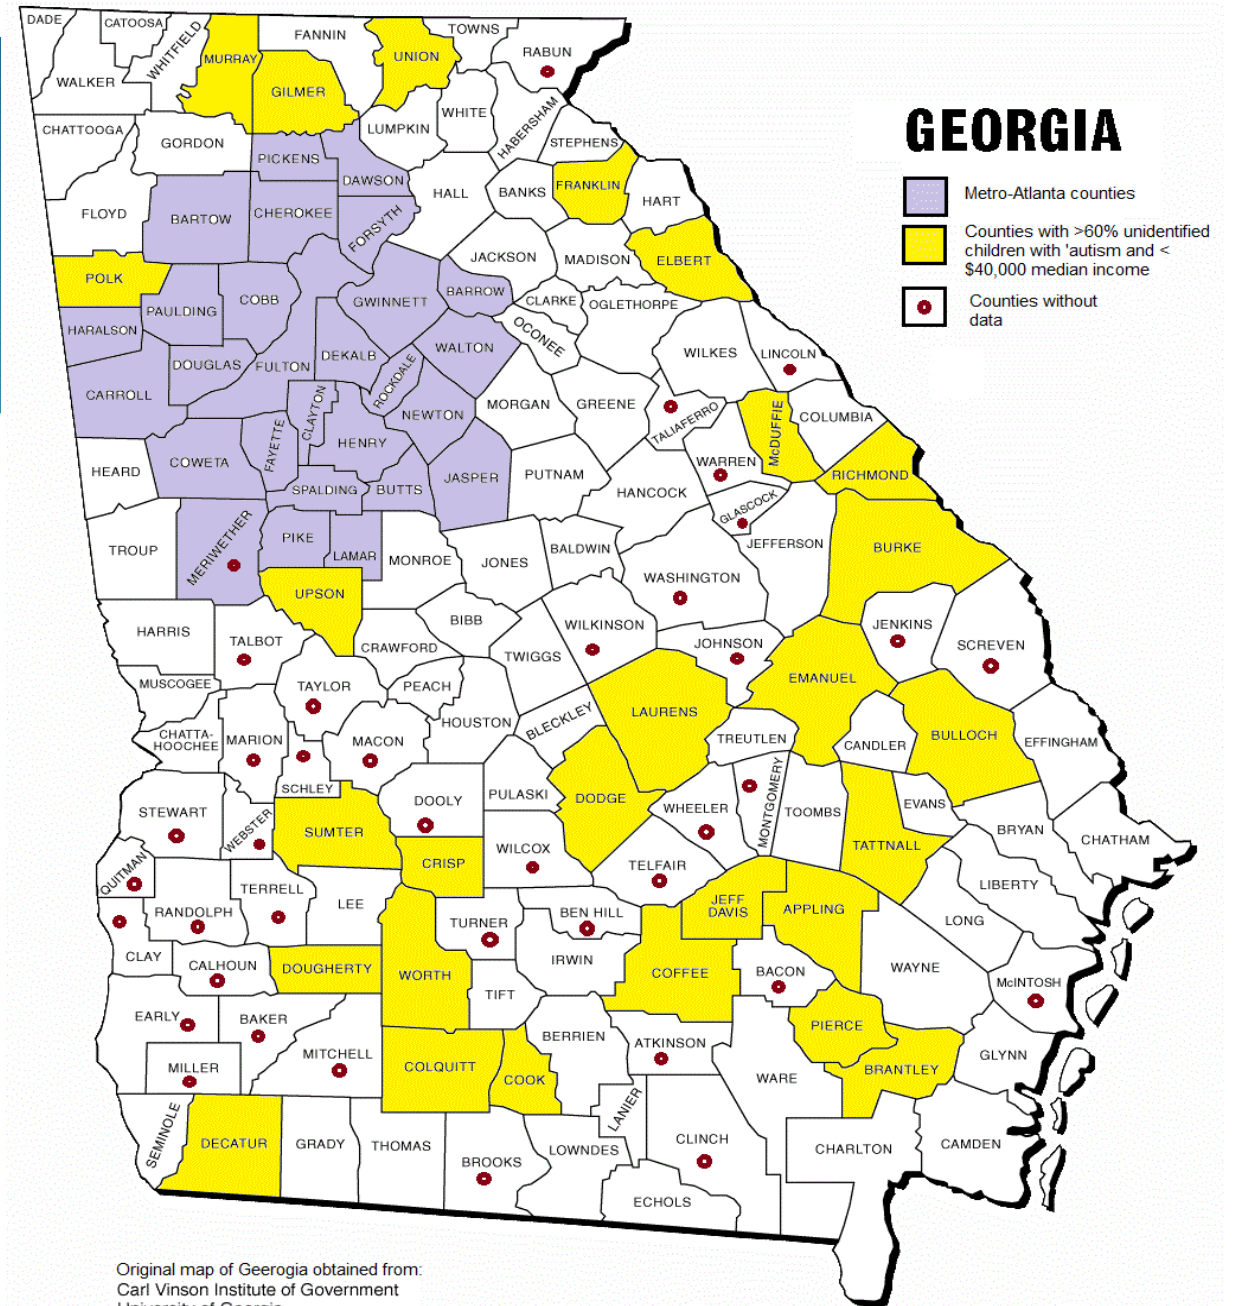 DADE
CATOOSA
WHITFIELD
MURRAY
FANNIN
UNION
TOWNS
RABUN
WALKER
GILMER
WHITE
HABERSHAM
CHATTOOGA
GORDON
LUMPKIN
STEPHENS
GEORGIA
PICKENS
DAWSON
HALL
BANKS
FRANKLIN
HART
Metro-Atlanta counties
FLOYD
BARTOW
CHEROKEE
FORSYTH
JACKSON
MADISON
ELBERT
Counties with >60% unidentified
children with 'autism and <
$40,000 median income
POLK
PAULDING
COBB
GWINNETT
BARROW
CLARKE
OGLETHORPE
Counties without
data
HARALSON
DOUGLAS
FULTON
DEKALB
ROCKDALE
WALTON
OCONEE
WILKES
LINCOLN
CARROLL
CLAYTON
NEWTON
MORGAN
GREENE
TALIAFERRO
McDUFFIE
COLUMBIA
HEARD
COWETA
FAYETTE
HENRY
SPALDING
BUTTS
JASPER
PUTNAM
HANCOCK
WARREN
RICHMOND
GLASCOCK
TROUP
MERIWETHER
PIKE
LAMAR
MONROE
JONES
BALDWIN
WASHINGTON
JEFFERSON
BURKE
UPSON
HARRIS
TALBOT
CRAWFORD
BIBB
TWIGGS
WILKINSON
JOHNSON
JENKINS
SCREVEN
MUSCOGEE
TAYLOR
PEACH
HOUSTON
BLECKLEY
LAURENS
EMANUEL
CHATTA-
HOOCHEE
MARION
MACON
TREUTLEN
CANDLER
BULLOCH
EFFINGHAM
SCHLEY
DOOLY
PULASKI
DODGE
WHEELER
MONTGOMERY
TOOMBS
EVANS
STEWART
WEBSTER
SUMTER
CRISP
WILCOX
TELFAIR
TATTNALL
BRYAN
CHATHAM
QUITMAN
TERRELL
LEE
LIBERTY
RANDOLPH
TURNER
BEN HILL
JEFF
DAVIS
APPLING
LONG
CLAY
CALHOUN
DOUGHERTY
WORTH
IRWIN
COFFEE
BACON
WAYNE
McINTOSH
TIFT
EARLY
BAKER
BERRIEN
ATKINSON
PIERCE
MILLER
MITCHELL
COLQUITT
COOK
WARE
BRANTLEY
GLYNN
LANIER
SEMINOLE
DECATUR
GRADY
THOMAS
BROOKS
LOWNDES
CLINCH
CHARLTON
CAMDEN
ECHOLS
Original map of Geerogia obtained from:
Carl Vinson Institute of Government
University of Georgia